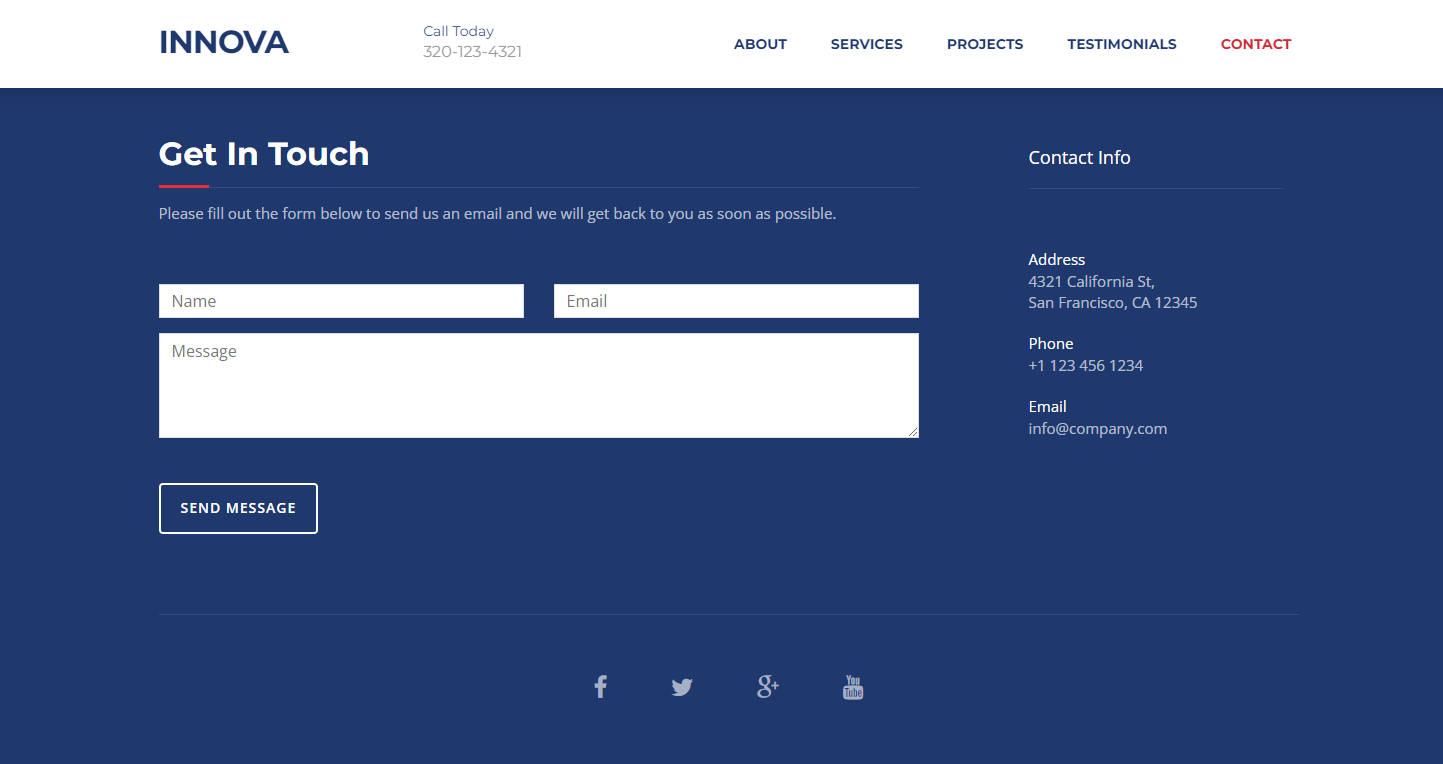 INNOVA
Call Today
320-123-4321
ABOUT
SERVICES
PROJECTS
TESTIMONIALS
CONTACT
Get In Touch
Please fill out the form below to send us an email and we will get back to you as soon as possible.
Name
Email
Message
SEND MESSAGE
Contact Info
Address
4321 California St,
San Francisco, CA 12345
Phone
+1 123 456 1234
Email
info@company.com
You
Tube